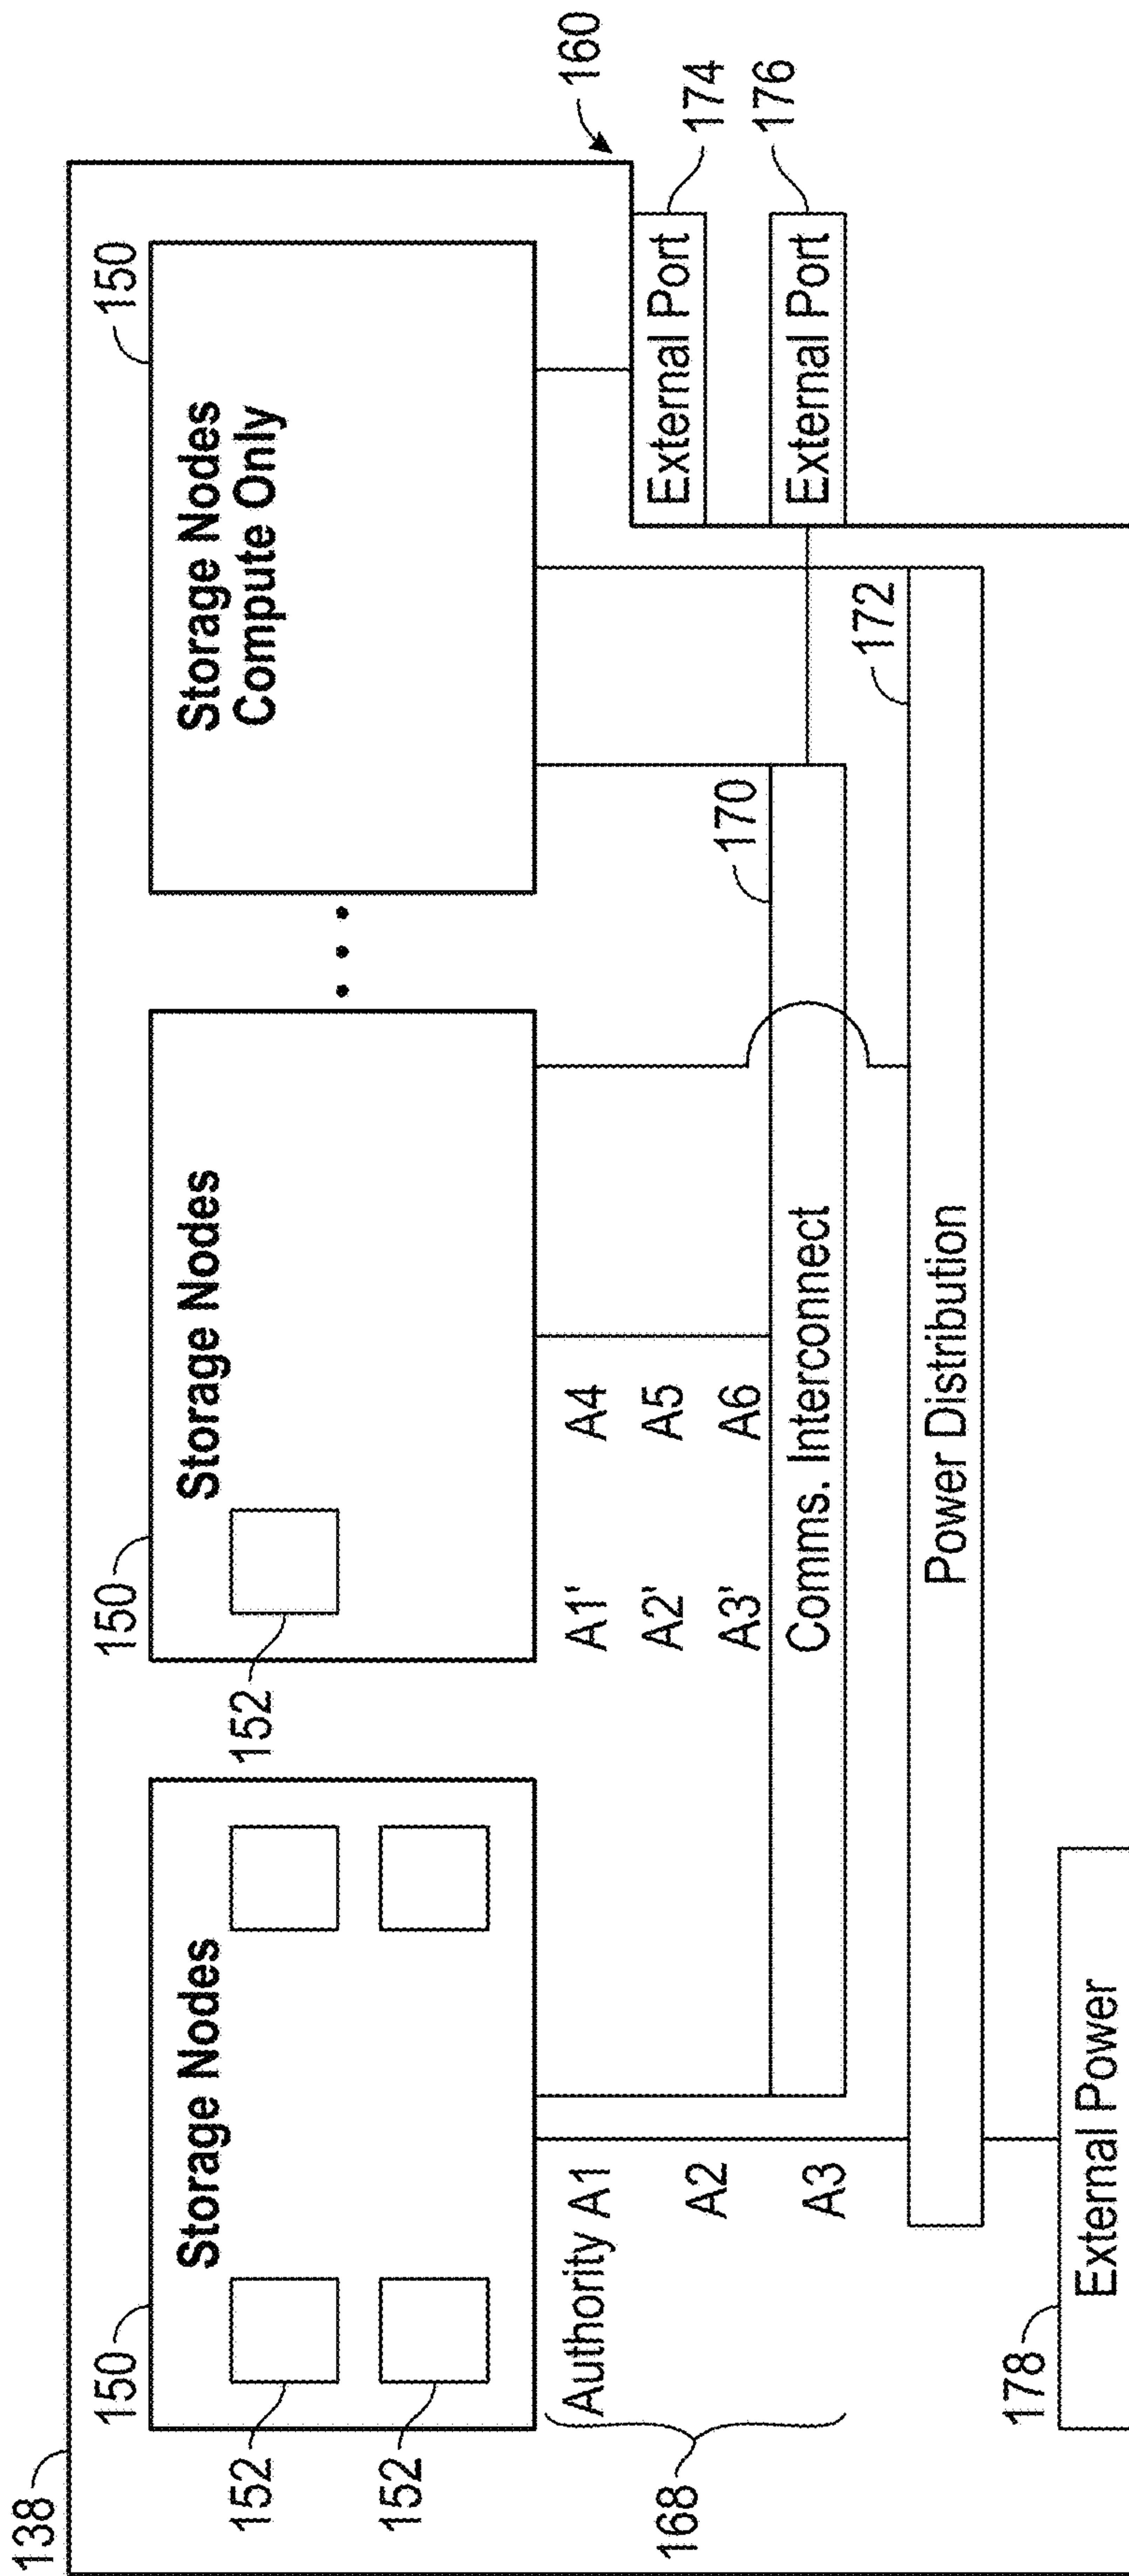 138
160
150
150
150
Storage Nodes
Storage Nodes
Storage Nodes
Compute Only
152
152
152
168
Authority A1
A2
A3
A1'
A2'
A3'
A4
A5
A6
170
Comms. Interconnect
172
Power Distribution
External Port
174
External Port
176
178
External Power